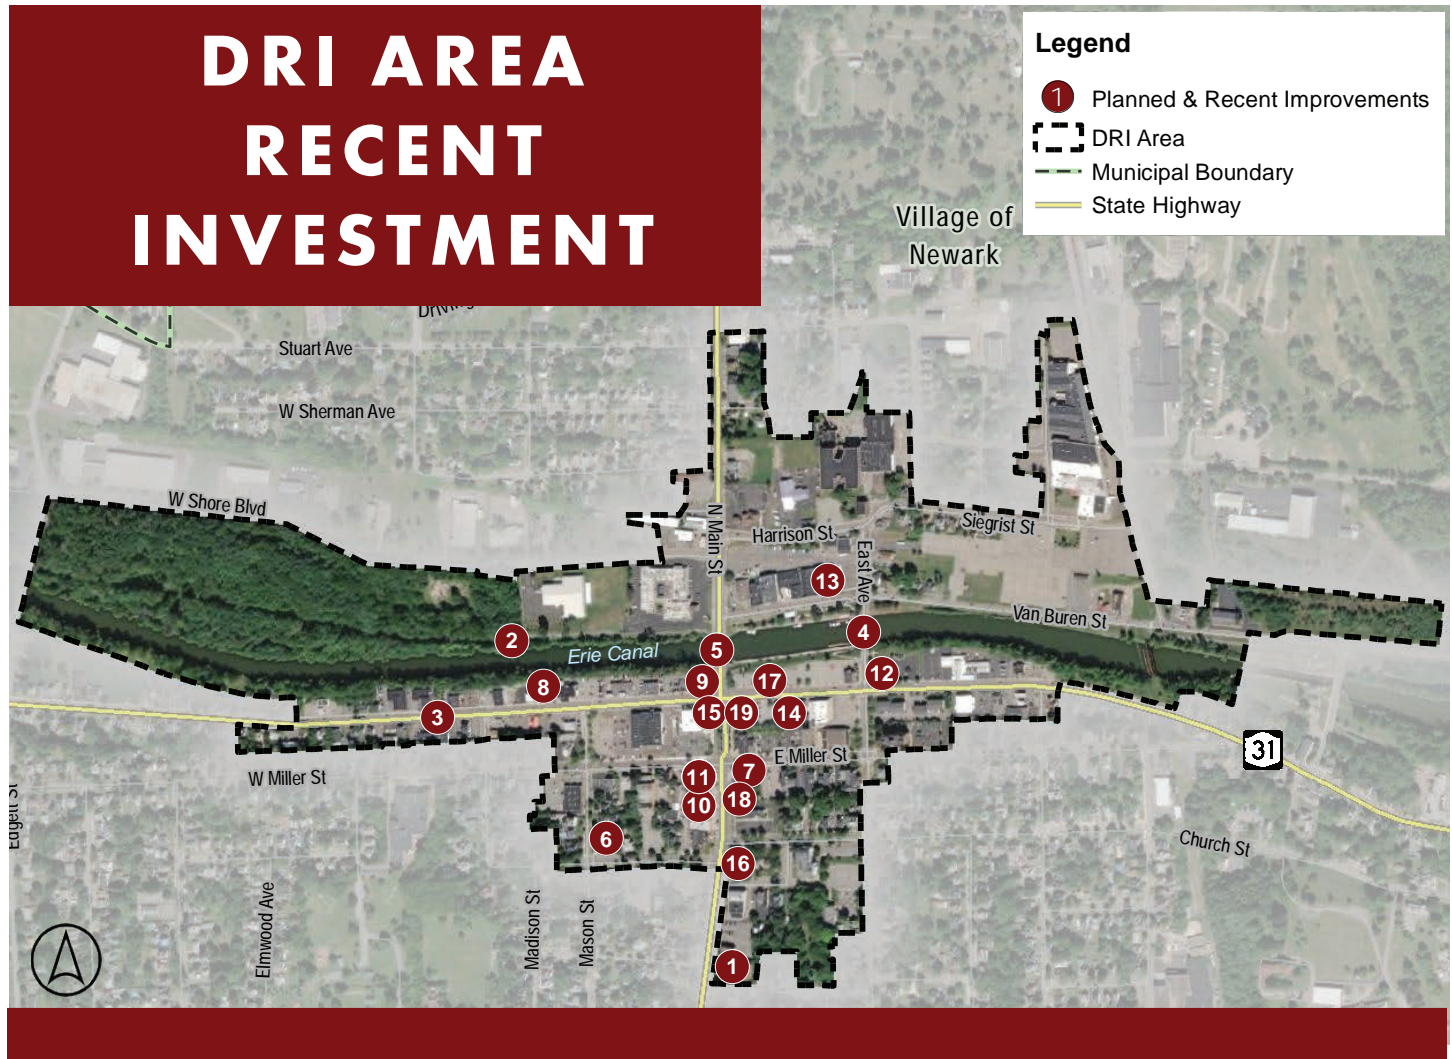 DRI AREA
RECENT
INVESTMENT
Legend
1 Planned & Recent Improvements
DRI Area
Municipal Boundary
State Highway
Village of
Newark
Stuart Ave
W Sherman Ave
W Shore Blvd
N Main St
Harrison St
East Ave
Siegrist St
Van Buren St
Erie Canal
13
2
5
4
8
9
17
12
3
15
19
14
31
E Miller St
W Miller St
11
7
10
18
6
16
Church St
Edgett St
Elmwood Ave
Madison St
Mason St
1